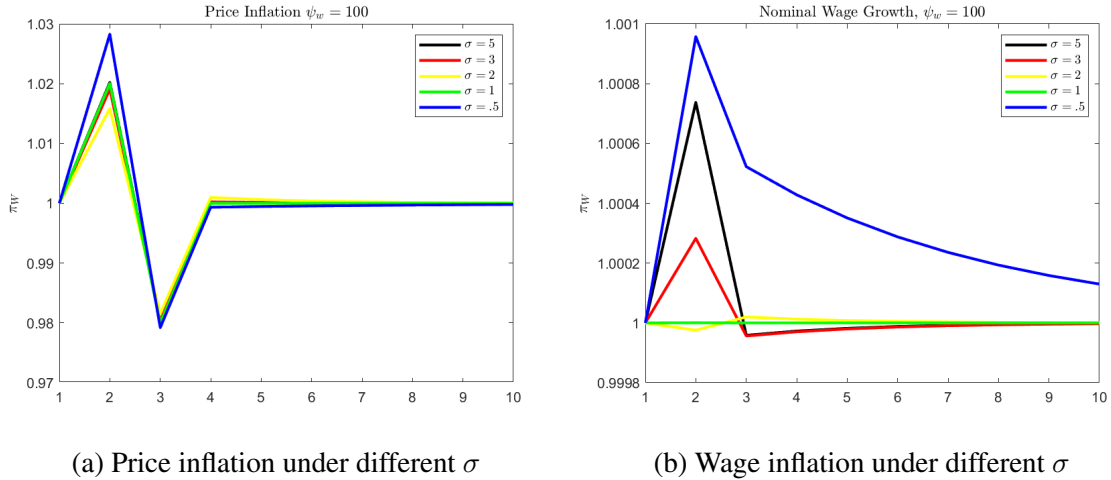 Price Inflation ψ_w = 100
1.03
1.02
1.01
1
0.99
0.98
0.97
π_W
1 2 3 4 5 6 7 8 9 10
σ = 5
σ = 3
σ = 2
σ = 1
σ = .5
(a) Price inflation under different σ
Nominal Wage Growth, ψ_w = 100
1.001
1.0008
1.0006
1.0004
1.0002
1
0.9998
π_W
1 2 3 4 5 6 7 8 9 10
σ = 5
σ = 3
σ = 2
σ = 1
σ = .5
(b) Wage inflation under different σ